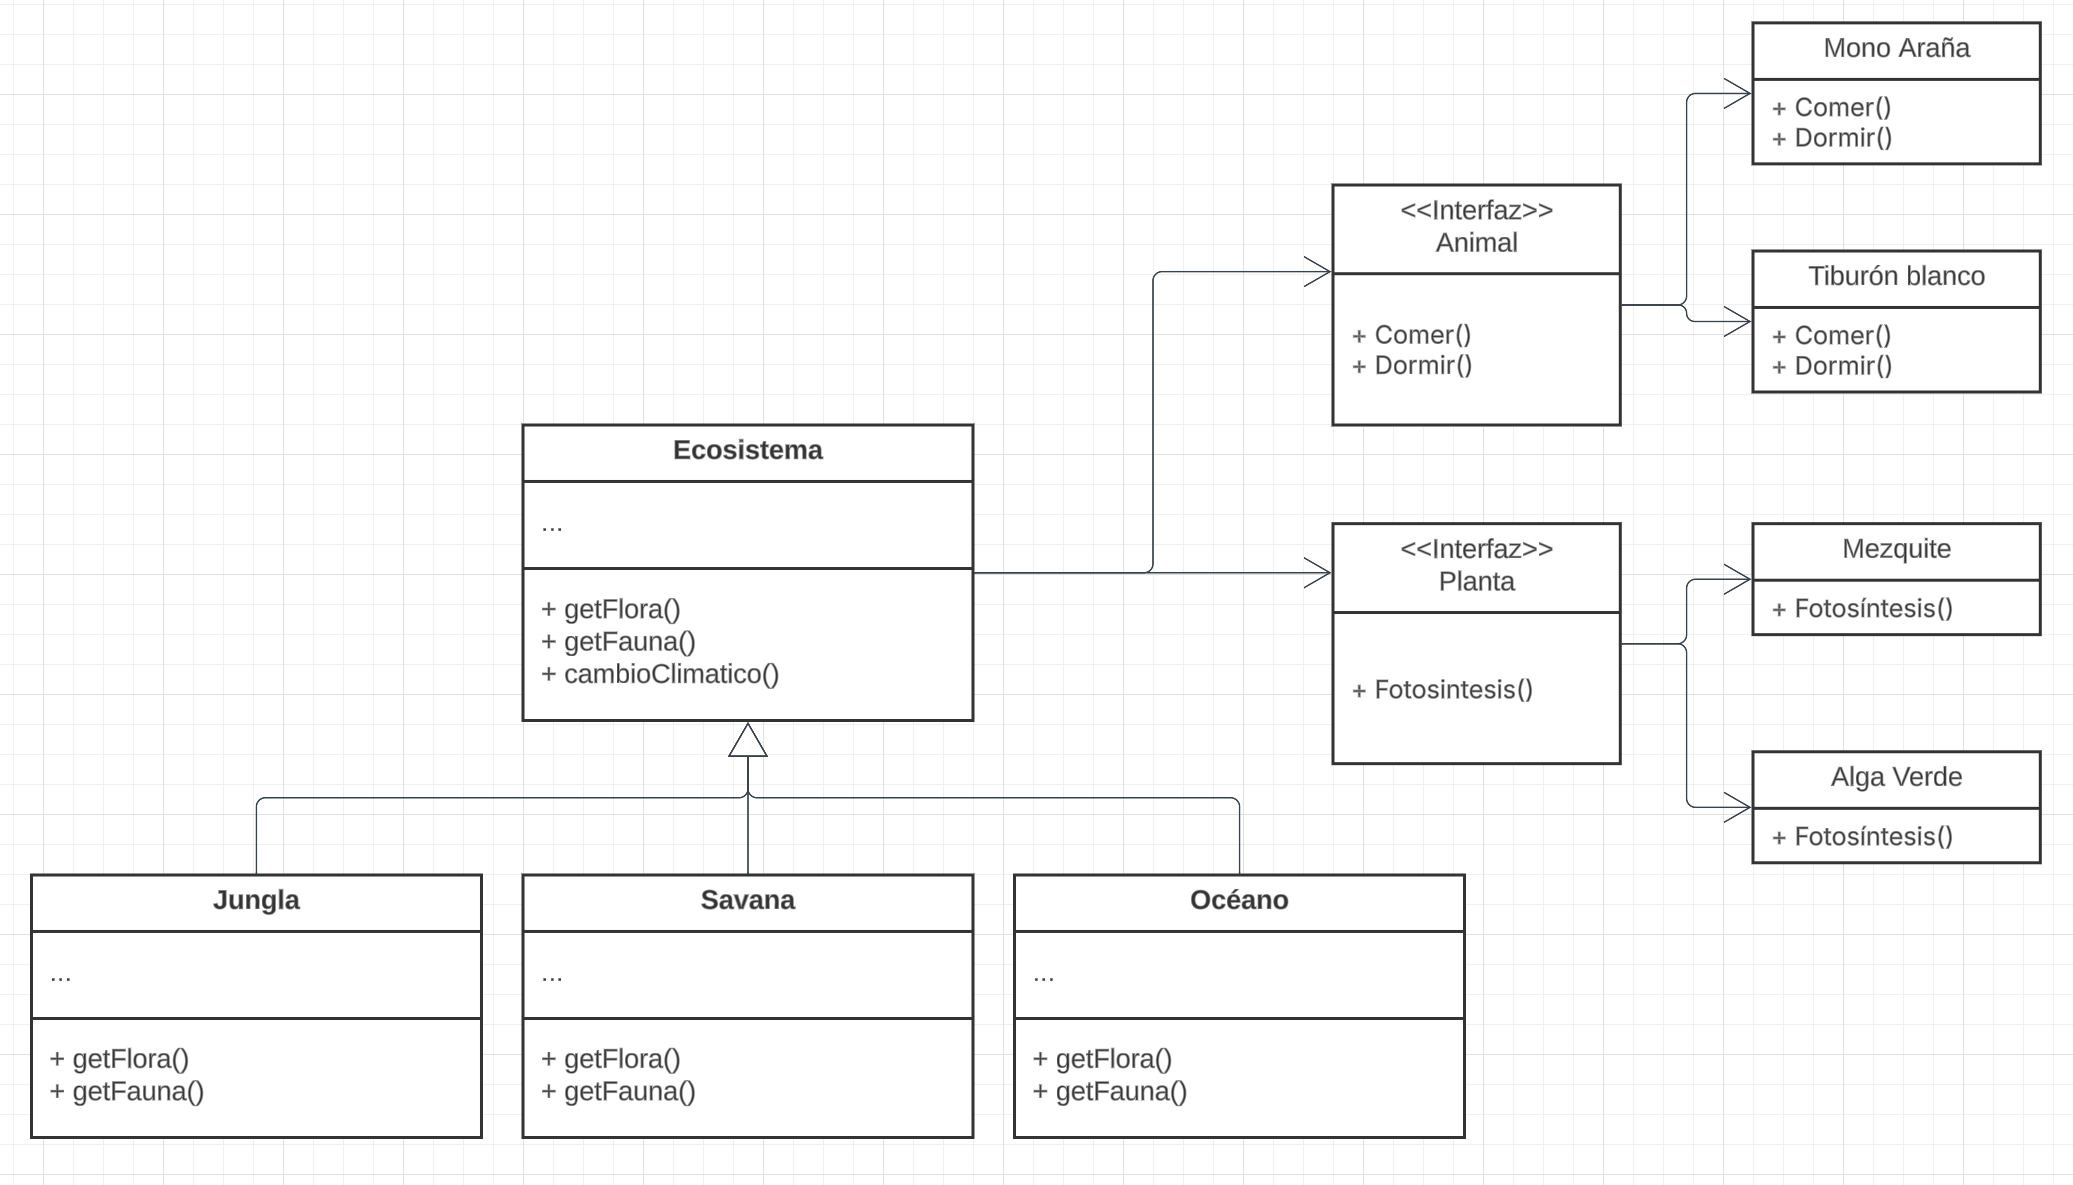 Mono Araña
+ Comer()
+ Dormir()
<<Interfaz>>
Animal
+ Comer()
+ Dormir()
Tiburón blanco
+ Comer()
+ Dormir()
Ecosistema
...
+ getFlora()
+ getFauna()
+ cambioClimatico()
<<Interfaz>>
Planta
+ Fotosintesis()
Mezquite
+ Fotosíntesis()
Alga Verde
+ Fotosíntesis()
Jungla
...
+ getFlora()
+ getFauna()
Savana
...
+ getFlora()
+ getFauna()
Océano
...
+ getFlora()
+ getFauna()